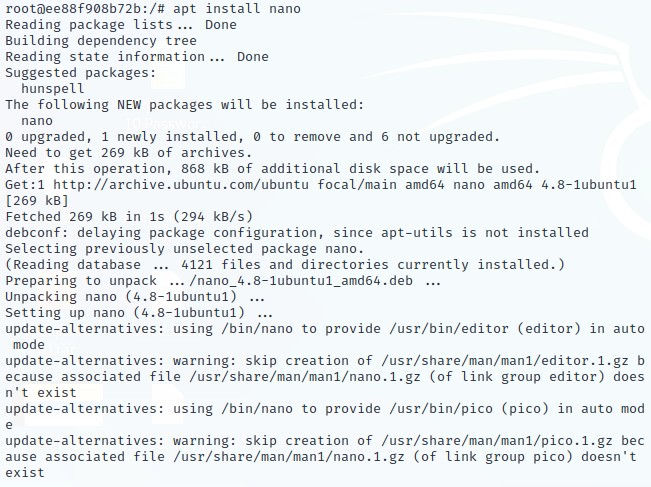 root@ee88f908b72b:/# apt install nano
Reading package lists... Done
Building dependency tree
Reading state information... Done
Suggested packages:
  hunspell
The following NEW packages will be installed:
  nano
0 upgraded, 1 newly installed, 0 to remove and 6 not upgraded.
Need to get 269 kB of archives.
After this operation, 868 kB of additional disk space will be used.
Get:1 http://archive.ubuntu.com/ubuntu focal/main amd64 nano amd64 4.8-1ubuntu1
[269 kB]
Fetched 269 kB in 1s (294 kB/s)
debconf: delaying package configuration, since apt-utils is not installed
Selecting previously unselected package nano.
(Reading database ... 4121 files and directories currently installed.)
Preparing to unpack .../nano_4.8-1ubuntu1_amd64.deb ...
Unpacking nano (4.8-1ubuntu1) ...
Setting up nano (4.8-1ubuntu1) ...
update-alternatives: using /bin/nano to provide /usr/bin/editor (editor) in auto
 mode
update-alternatives: warning: skip creation of /usr/share/man/man1/editor.1.gz b
ecause associated file /usr/share/man/man1/nano.1.gz (of link group editor) does
n't exist
update-alternatives: using /bin/nano to provide /usr/bin/pico (pico) in auto mod
e
update-alternatives: warning: skip creation of /usr/share/man/man1/pico.1.gz bec
ause associated file /usr/share/man/man1/nano.1.gz (of link group pico) doesn't
exist